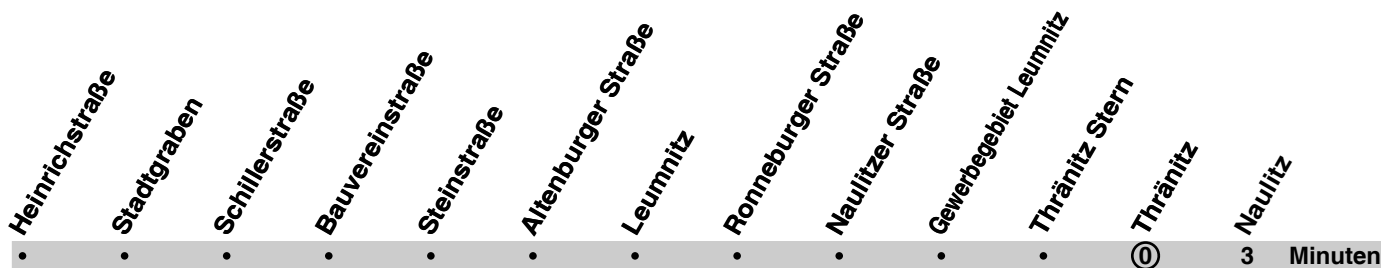 Heinrichstraße
Stadtgraben
Schillerstraße
Bauvereinstraße
Steinstraße
Altenburger Straße
Leumnitz
Ronneburger Straße
Naulitzer Straße
Gewerbegebiet Leumnitz
Thränitz Stern
Thränitz
Naulitz
• • • • • • • • • • • 0 3 Minuten